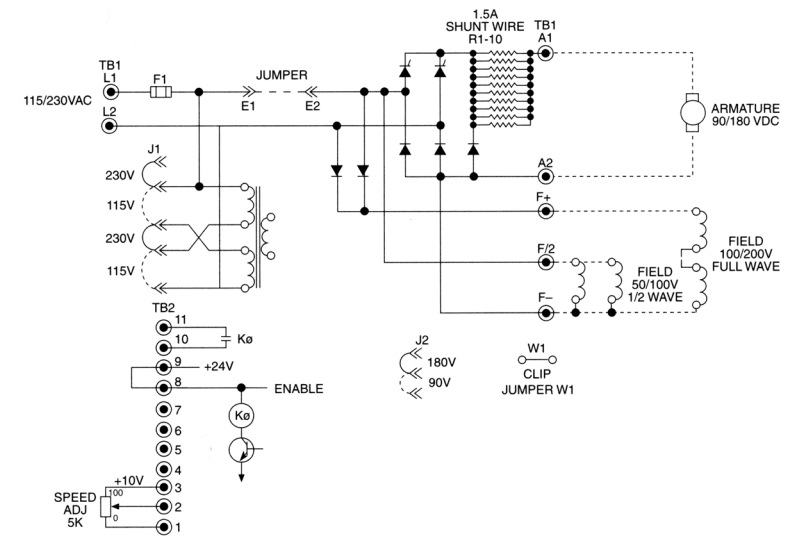 1.5A
SHUNT WIRE
R1-10
TB1
A1
TB1
L1
F1
JUMPER
E1
E2
115/230VAC
L2
ARMATURE
90/180 VDC
J1
230V
115V
230V
115V
A2
F+
F/2
F–
FIELD
100/200V
FULL WAVE
FIELD
50/100V
1/2 WAVE
TB2
11
10
Kø
9
+24V
8
ENABLE
7
Kø
6
5
4
3
+10V
100
SPEED
ADJ
5K
2
0
1
J2
180V
90V
W1
CLIP
JUMPER W1